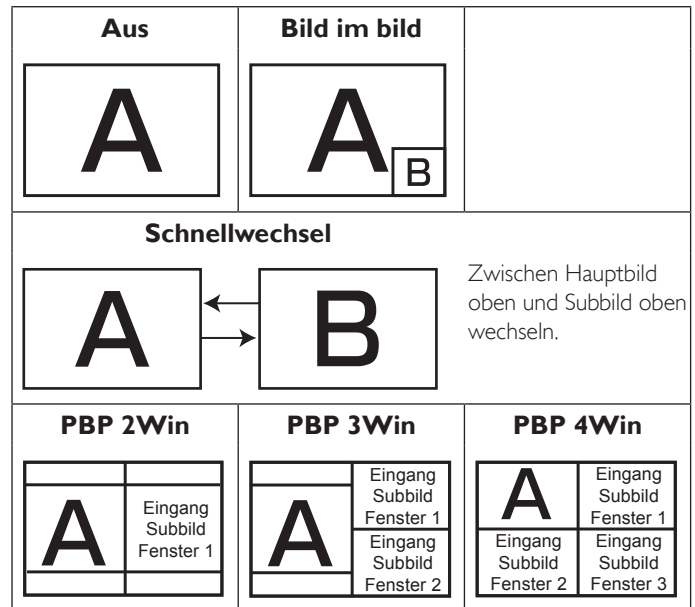 Aus
Bild im bild
A
A
B
Schnellwechsel
A
B
Zwischen Hauptbild
oben und Subbild oben
wechseln.
PBP 2Win
PBP 3Win
PBP 4Win
A
Eingang
Subbild
Fenster 1
A
Eingang
Subbild
Fenster 1
Eingang
Subbild
Fenster 2
A
Eingang
Subbild
Fenster 1
Eingang
Subbild
Fenster 2
Eingang
Subbild
Fenster 3